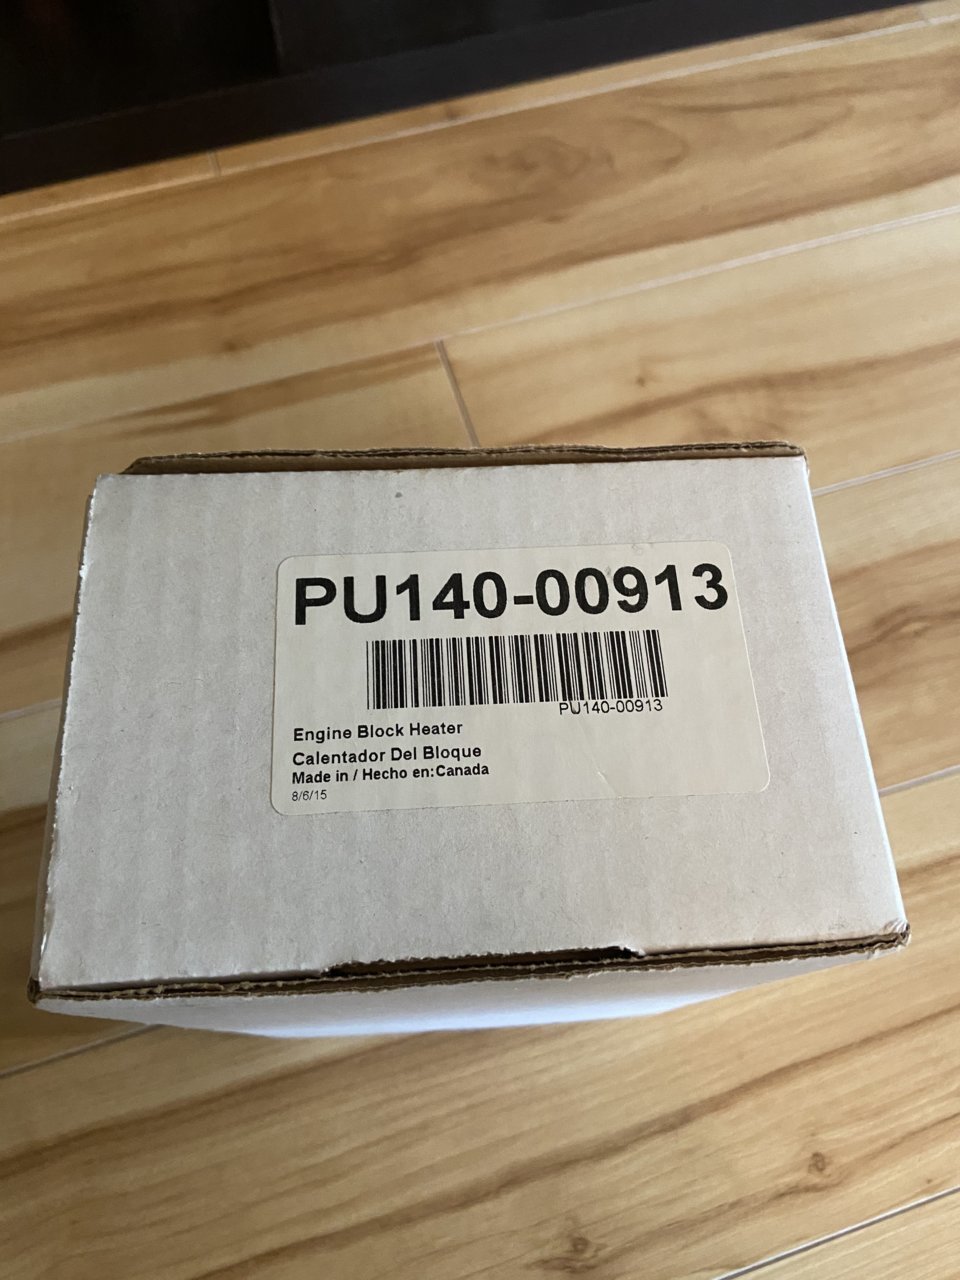 PU140-00913
PU140-00913
Engine Block Heater
Calentador Del Bloque
Made in / Hecho en:Canada
8/6/15